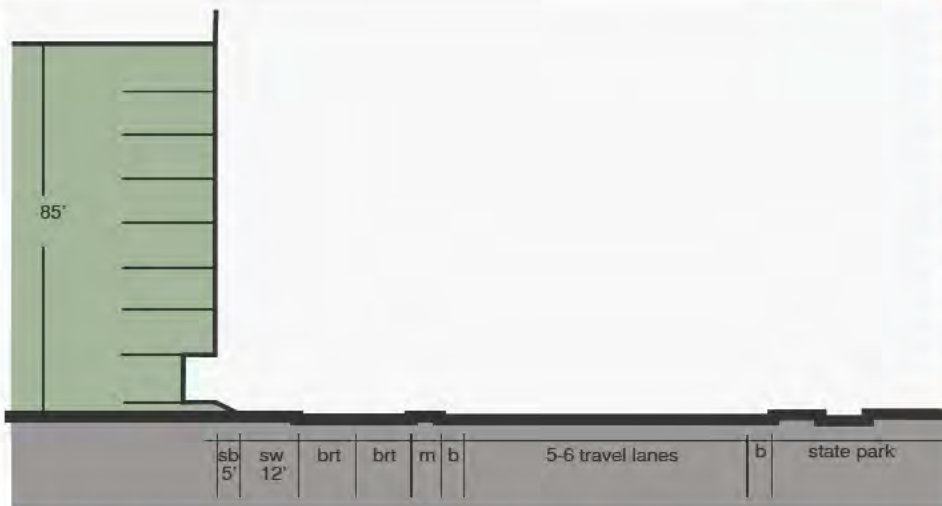 85'
sb
5'
sw
12'
brt
brt
m
b
5-6 travel lanes
b
state park